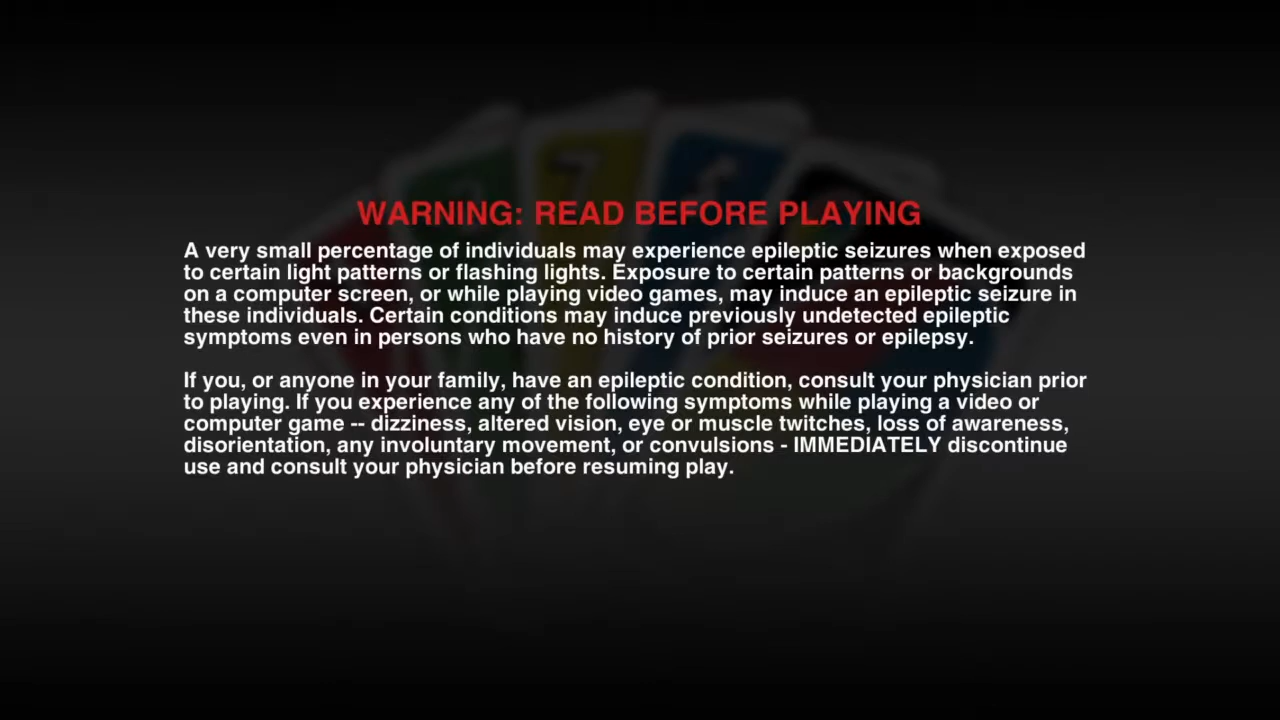 WARNING: READ BEFORE PLAYING
A very small percentage of individuals may experience epileptic seizures when exposed
to certain light patterns or flashing lights. Exposure to certain patterns or backgrounds
on a computer screen, or while playing video games, may induce an epileptic seizure in
these individuals. Certain conditions may induce previously undetected epileptic
symptoms even in persons who have no history of prior seizures or epilepsy.
If you, or anyone in your family, have an epileptic condition, consult your physician prior
to playing. If you experience any of the following symptoms while playing a video or
computer game -- dizziness, altered vision, eye or muscle twitches, loss of awareness,
disorientation, any involuntary movement, or convulsions - IMMEDIATELY discontinue
use and consult your physician before resuming play.